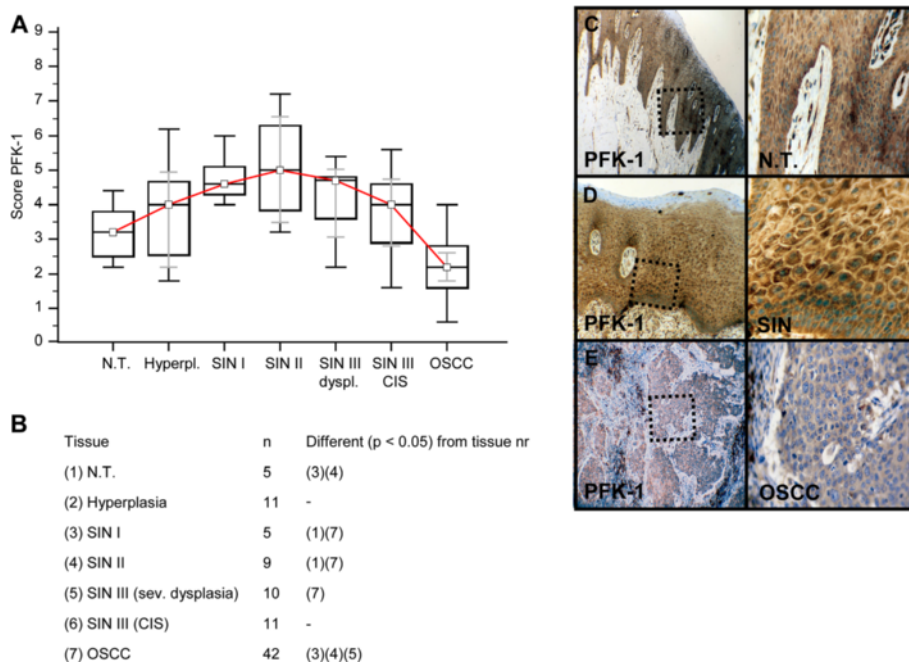 A
Score PFK-1
9
8
7
6
5
4
3
2
1
0
N.T. Hyperpl. SIN I SIN II SIN III SIN III OSCC
dyspl. CIS
B
Tissue n Different (p < 0.05) from tissue nr
(1) N.T. 5 (3)(4)
(2) Hyperplasia 11 -
(3) SIN I 5 (1)(7)
(4) SIN II 9 (1)(7)
(5) SIN III (sev. dysplasia) 10 (7)
(6) SIN III (CIS) 11 -
(7) OSCC 42 (3)(4)(5)
C
PFK-1 N.T.
D
PFK-1 SIN
E
PFK-1 OSCC